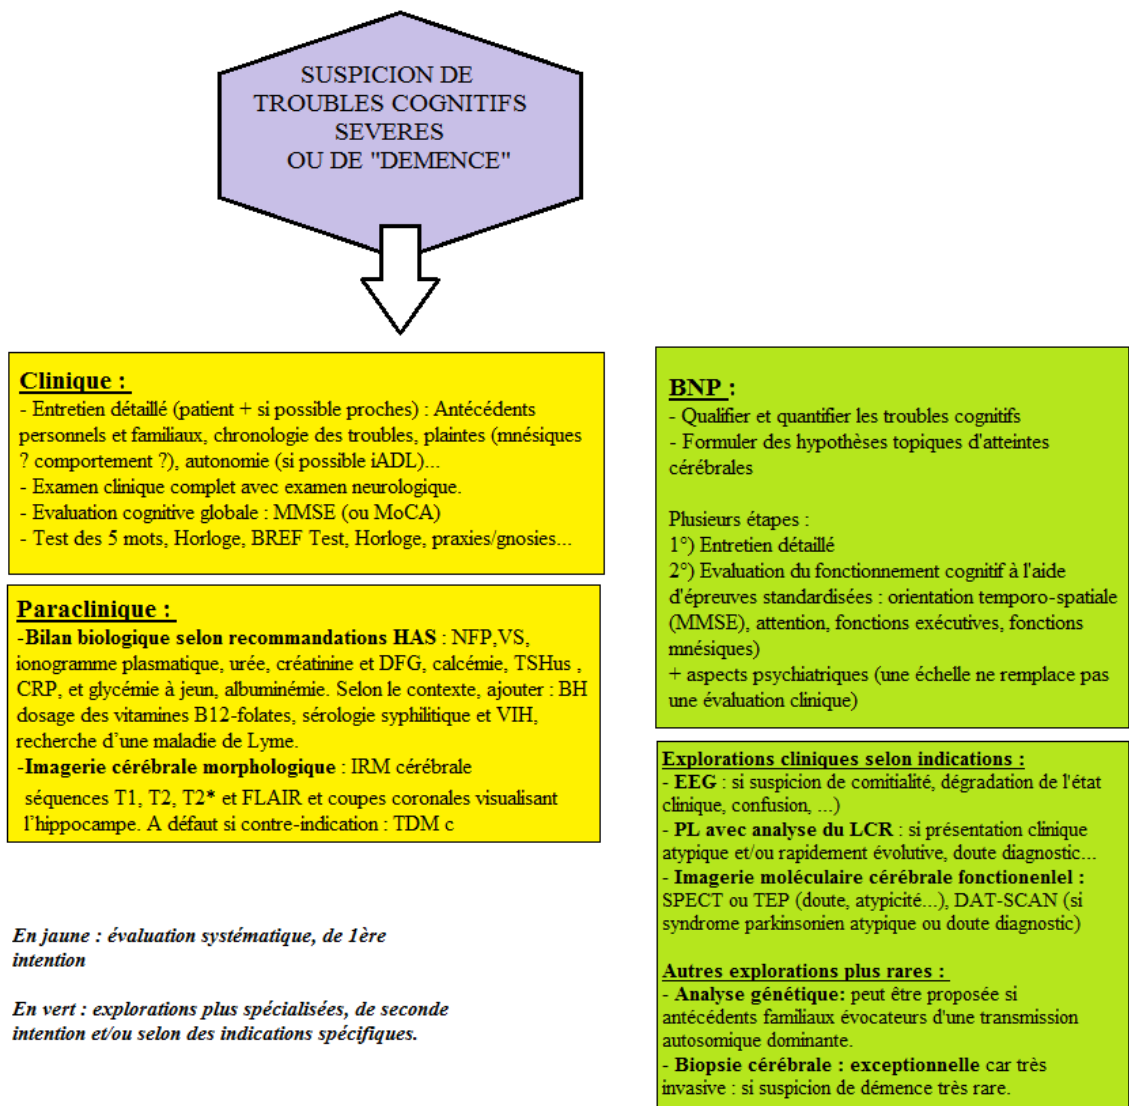 SUSPICION DE
TROUBLES COGNITIFS
SEVERES
OU DE "DEMENCE"
Clinique :
- Entretien détaillé (patient + si possible proches) : Antécédents
personnels et familiaux, chronologie des troubles, plaintes (mnésiques
? comportement ?), autonomie (si possible iADL)...
- Examen clinique complet avec examen neurologique.
- Evaluation cognitive globale : MMSE (ou MoCA)
- Test des 5 mots, Horloge, BREF Test, Horloge, praxies/gnosies...
Paraclinique :
-Bilan biologique selon recommandations HAS : NFP,VS,
ionogramme plasmatique, urée, créatinine et DFG, calcémie, TSHus ,
CRP, et glycémie à jeun, albuminémie. Selon le contexte, ajouter : BH
dosage des vitamines B12-folates, sérologie syphilitique et VIH,
recherche d'une maladie de Lyme.
-Imagerie cérébrale morphologique : IRM cérébrale
séquences T1, T2, T2* et FLAIR et coupes coronales visualisant
l'hippocampe. A défaut si contre-indication : TDM c
En jaune : évaluation systématique, de 1ère
intention
En vert : explorations plus spécialisées, de seconde
intention et/ou selon des indications spécifiques.
BNP :
- Qualifier et quantifier les troubles cognitifs
- Formuler des hypothèses topiques d'atteintes
cérébrales
Plusieurs étapes :
1°) Entretien détaillé
2°) Evaluation du fonctionnement cognitif à l'aide
d'épreuves standardisées : orientation temporo-spatiale
(MMSE), attention, fonctions exécutives, fonctions
mnésiques)
+ aspects psychiatriques (une échelle ne remplace pas
une évaluation clinique)
Explorations cliniques selon indications :
- EEG : si suspicion de comitialité, dégradation de l'état
clinique, confusion, ...)
- PL avec analyse du LCR : si présentation clinique
atypique et/ou rapidement évolutive, doute diagnostic...
- Imagerie moléculaire cérébrale fonctionenlel :
SPECT ou TEP (doute, atypicité...), DAT-SCAN (si
syndrome parkinsonien atypique ou doute diagnostic)
Autres explorations plus rares :
- Analyse génétique: peut être proposée si
antécédents familiaux évocateurs d'une transmission
autosomique dominante.
- Biopsie cérébrale : exceptionnelle car très
invasive : si suspicion de démence très rare.